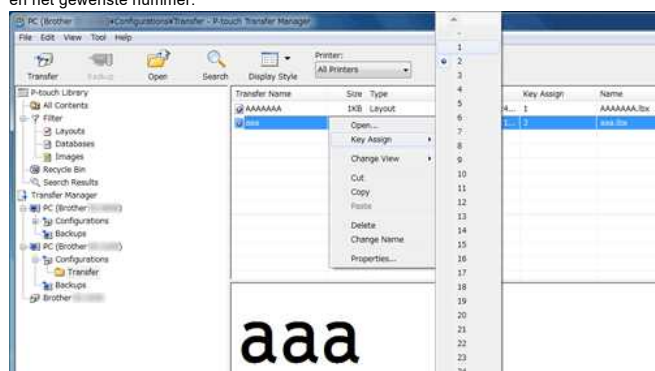 en het gewenste nummer.
PC (Brother )¥Configurations¥Transfer - P-touch Transfer Manager
File Edit View Tool Help
Printer:
All Printers
Transfer Backup Open Search Display Style
P-touch Library
All Contents
Filter
Layouts
Databases
Images
Recycle Bin
Search Results
Transfer Manager
PC (Brother )
Configurations
Backups
PC (Brother )
Configurations
Transfer
Backups
Brother
Transfer Name Size Type Key Assign Name
AAAAAAA 1KB Layout 4... 1 AAAAAAA.lbx
aaa 1... 2 aaa.lbx
Open...
Key Assign
Change View
Cut
Copy
Paste
Delete
Change Name
Properties...
-
1
2
3
4
5
6
7
8
9
10
11
12
13
14
15
16
17
18
19
20
21
22
23
24
aaa